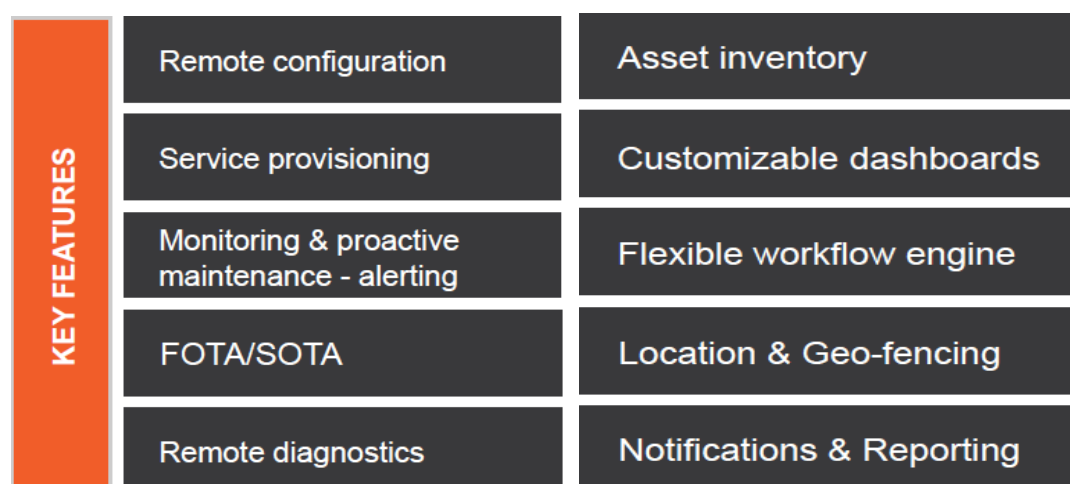 KEY FEATURES
Remote configuration
Service provisioning
Monitoring & proactive
maintenance - alerting
FOTA/SOTA
Remote diagnostics
Asset inventory
Customizable dashboards
Flexible workflow engine
Location & Geo-fencing
Notifications & Reporting